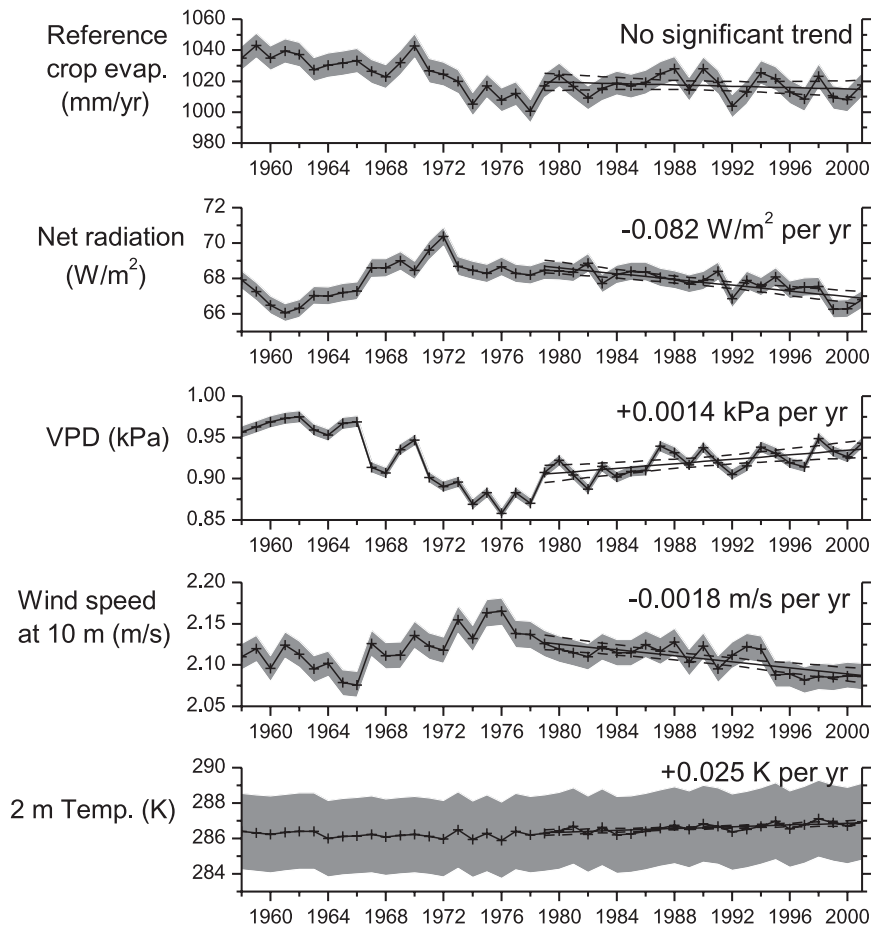 Reference
crop evap.
(mm/yr)
No significant trend
1060
1040
1020
1000
980
1960 1964 1968 1972 1976 1980 1984 1988 1992 1996 2000
Net radiation
(W/m²)
-0.082 W/m² per yr
72
70
68
66
1960 1964 1968 1972 1976 1980 1984 1988 1992 1996 2000
VPD (kPa)
+0.0014 kPa per yr
1.00
0.95
0.90
0.85
1960 1964 1968 1972 1976 1980 1984 1988 1992 1996 2000
Wind speed
at 10 m (m/s)
-0.0018 m/s per yr
2.20
2.15
2.10
2.05
1960 1964 1968 1972 1976 1980 1984 1988 1992 1996 2000
2 m Temp. (K)
+0.025 K per yr
290
288
286
284
1960 1964 1968 1972 1976 1980 1984 1988 1992 1996 2000